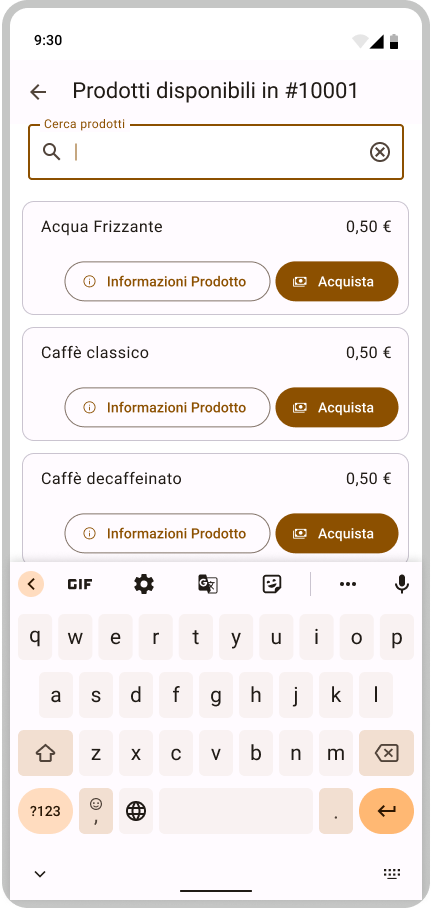 9:30
Prodotti disponibili in #10001
Cerca prodotti
Acqua Frizzante 0,50 €
Informazioni Prodotto Acquista
Caffè classico 0,50 €
Informazioni Prodotto Acquista
Caffè decaffeinato 0,50 €
Informazioni Prodotto Acquista
GIF
q w e r t y u i o p
a s d f g h j k l
z x c v b n m
?123 , .